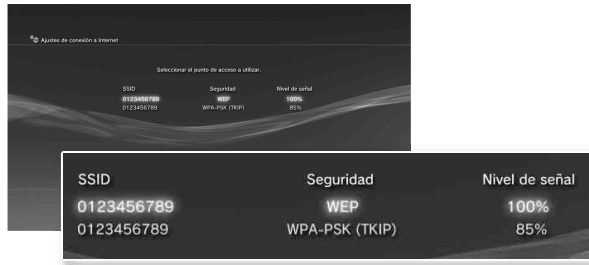 Ajustes de conexión a Internet
Seleccionar el punto de acceso a utilizar.
SSID Seguridad Nivel de señal
0123456789 WEP 100%
0123456789 WPA-PSK (TKIP) 85%
SSID Seguridad Nivel de señal
0123456789 WEP 100%
0123456789 WPA-PSK (TKIP) 85%